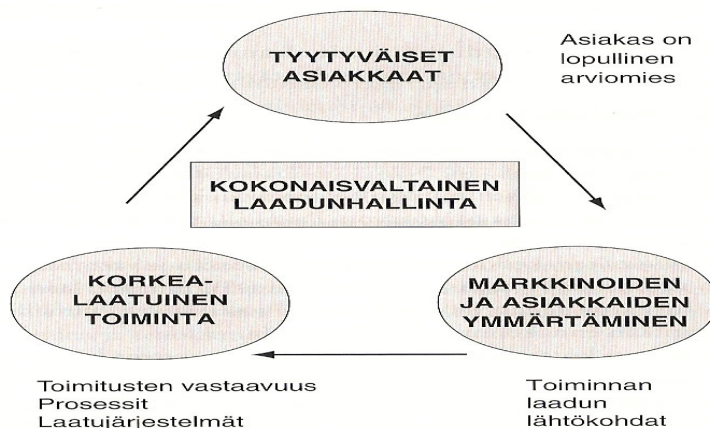 TYYTYVÄISET
ASIAKKAAT
Asiakas on
lopullinen
arviomies
KOKONAISVALTAINEN
LAADUNHALLINTA
KORKEA-
LAATUINEN
TOIMINTA
MARKKINOIDEN
JA ASIAKKAIDEN
YMMÄRTÄMINEN
Toimitusten vastaavuus
Prosessit
Laatujärjestelmät
Toiminnan
laadun
lähtökohdat